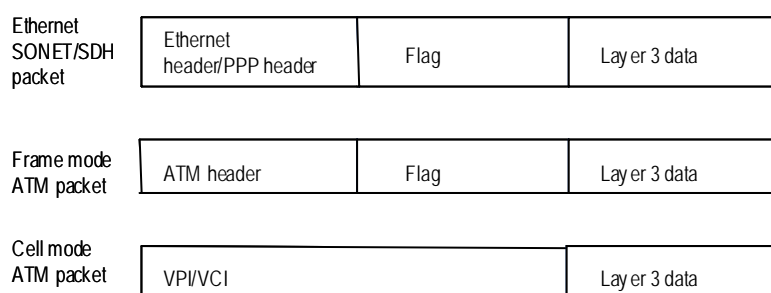 Ethernet
SONET/SDH
packet
Ethernet
header/PPP header
Flag
Layer 3 data
Frame mode
ATM packet
ATM header
Flag
Layer 3 data
Cell mode
ATM packet
VPI/VCI
Layer 3 data